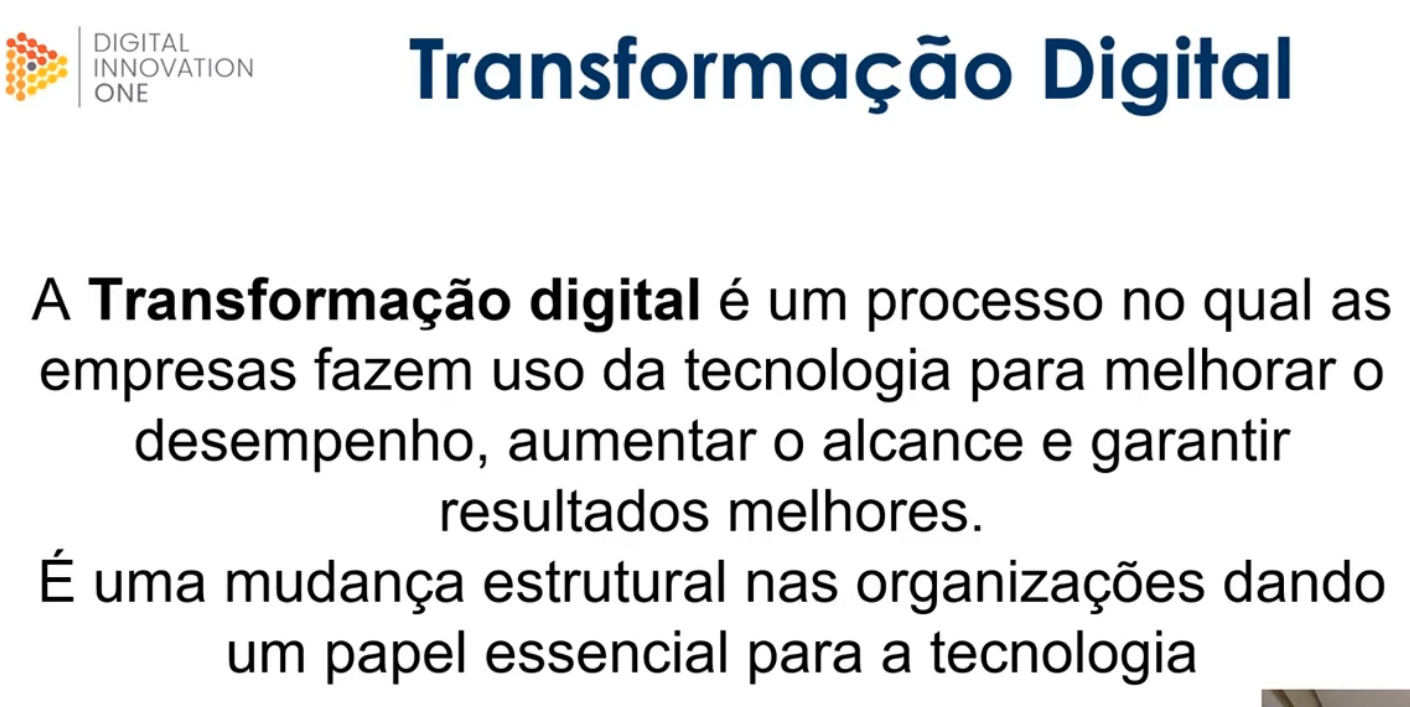 DIGITAL
INNOVATION
ONE
Transformação Digital
A Transformação digital é um processo no qual as
empresas fazem uso da tecnologia para melhorar o
desempenho, aumentar o alcance e garantir
resultados melhores.
É uma mudança estrutural nas organizações dando
um papel essencial para a tecnologia